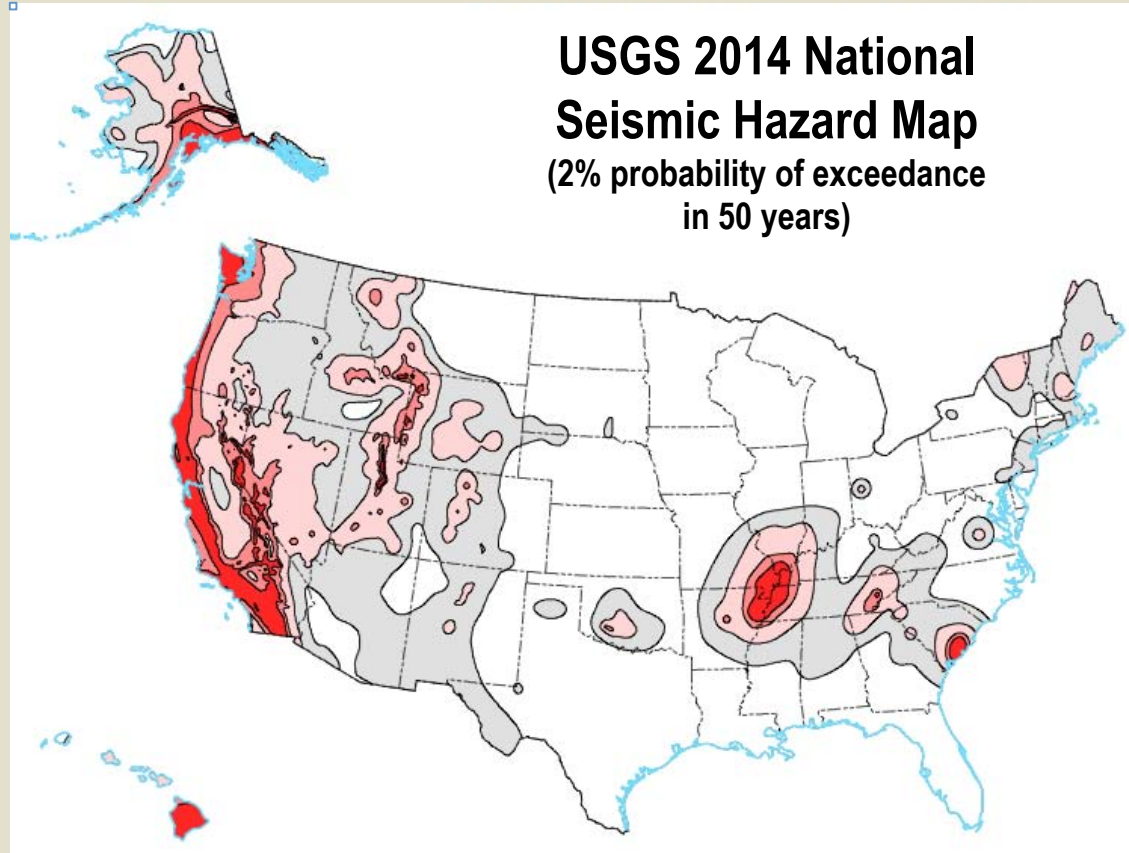 USGS 2014 National
Seismic Hazard Map
(2% probability of exceedance
in 50 years)